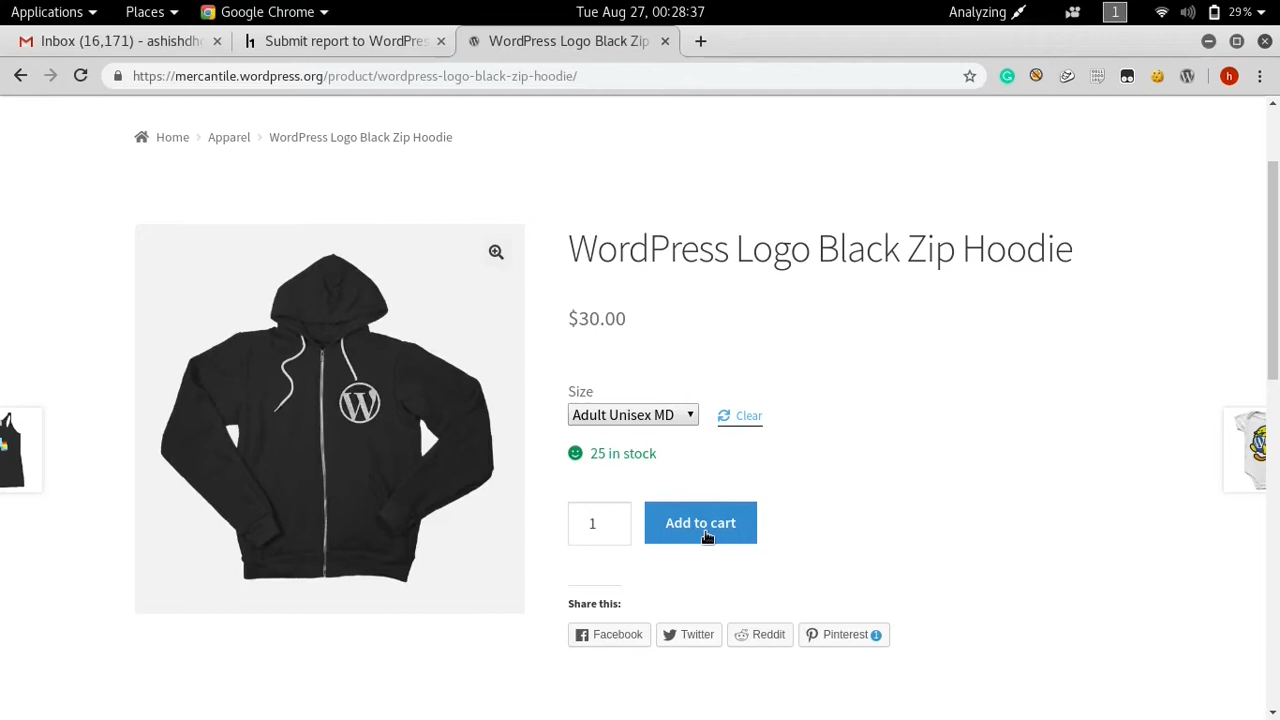 Applications Places Google Chrome Tue Aug 27, 00:28:37 Analyzing 1 29%
Inbox (16,171) - ashishdh Submit report to WordPres WordPress Logo Black Zip
https://mercantile.wordpress.org/product/wordpress-logo-black-zip-hoodie/ h
Home Apparel WordPress Logo Black Zip Hoodie
WordPress Logo Black Zip Hoodie
$30.00
Size
Adult Unisex MD Clear
25 in stock
1 Add to cart
Share this:
Facebook Twitter Reddit Pinterest 1
W